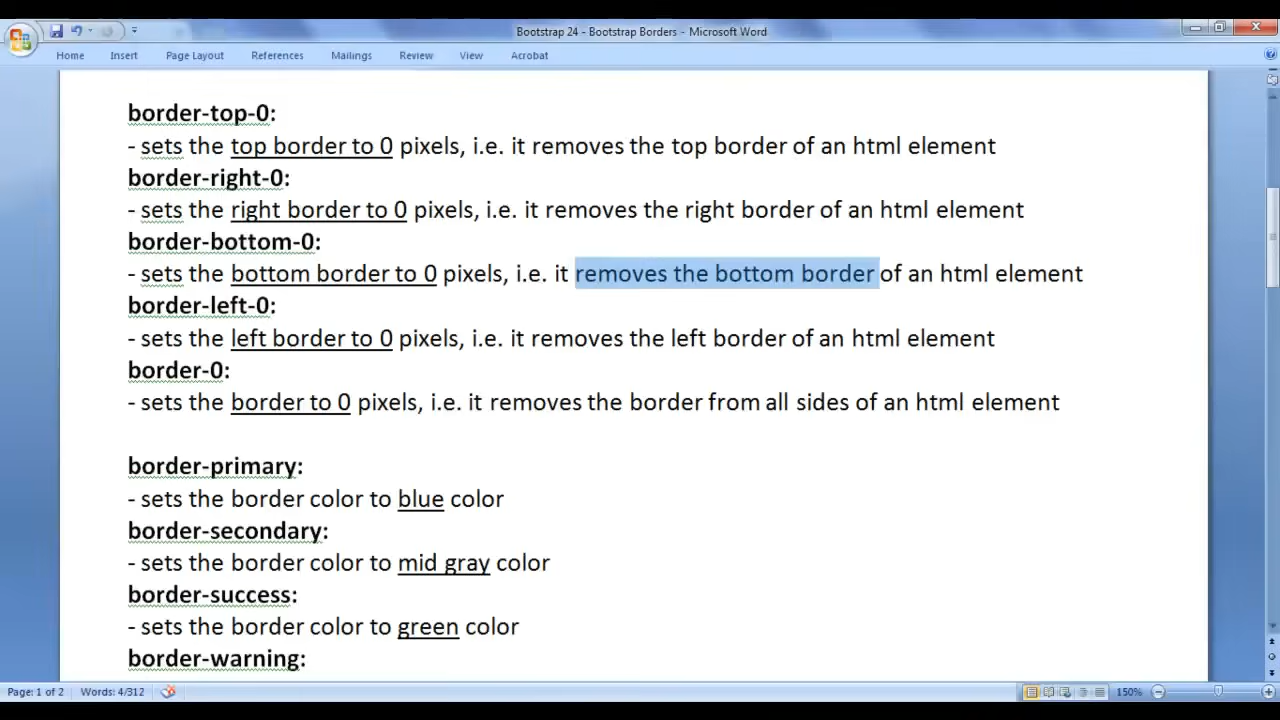 Bootstrap 24 - Bootstrap Borders - Microsoft Word
Home Insert Page Layout References Mailings Review View Acrobat
border-top-0:
- sets the top border to 0 pixels, i.e. it removes the top border of an html element
border-right-0:
- sets the right border to 0 pixels, i.e. it removes the right border of an html element
border-bottom-0:
- sets the bottom border to 0 pixels, i.e. it removes the bottom border of an html element
border-left-0:
- sets the left border to 0 pixels, i.e. it removes the left border of an html element
border-0:
- sets the border to 0 pixels, i.e. it removes the border from all sides of an html element
border-primary:
- sets the border color to blue color
border-secondary:
- sets the border color to mid gray color
border-success:
- sets the border color to green color
border-warning:
Page: 1 of 2 Words: 4/312 150%